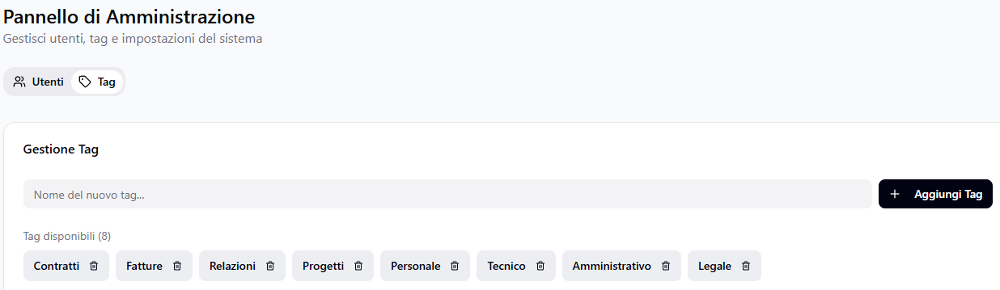 Pannello di Amministrazione
Gestisci utenti, tag e impostazioni del sistema
Utenti Tag
Gestione Tag
Nome del nuovo tag... + Aggiungi Tag
Tag disponibili (8)
Contratti Fatture Relazioni Progetti Personale Tecnico Amministrativo Legale